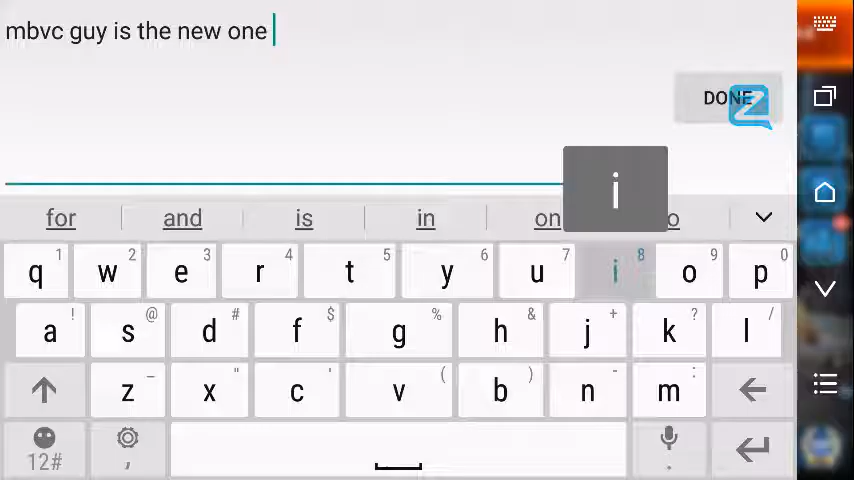 mbvc guy is the new one
DONE
i
for and is in on o
q 1 w 2 e 3 r 4 t 5 y 6 u 7 i 8 o 9 p 0
a ! s @ d # f $ g % h & j + k ? l /
z _ x " c ' v ( b ) n - m :
12# , .